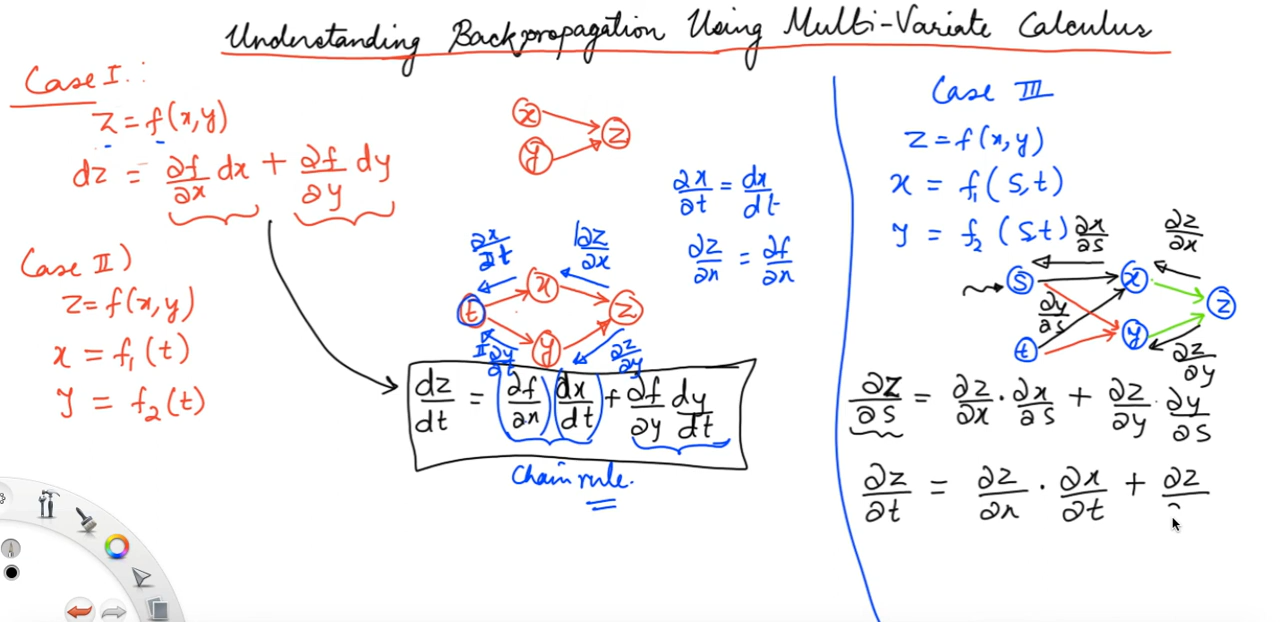 Understanding Backpropagation Using Multi-Variate Calculus
Case I :
z = f(x,y)
dz = ∂f/∂x dx + ∂f/∂y dy
x
y
z
Case II)
z = f(x,y)
x = f₁(t)
y = f₂(t)
∂x/∂t = dx/dt
∂z/∂x = ∂f/∂x
∂z/∂x
t
x
y
z
∂y/∂t
∂z/∂y
dz/dt = (∂f/∂x)(dx/dt) + ∂f/∂y dy/dt
Chain rule.
Case III
z = f(x,y)
x = f₁(s,t)
y = f₂(s,t)
∂x/∂s
∂z/∂x
s
x
z
∂y/∂s
t
y
∂z/∂y
∂z/∂s = ∂z/∂x · ∂x/∂s + ∂z/∂y · ∂y/∂s
∂z/∂t = ∂z/∂x · ∂x/∂t + ∂z/